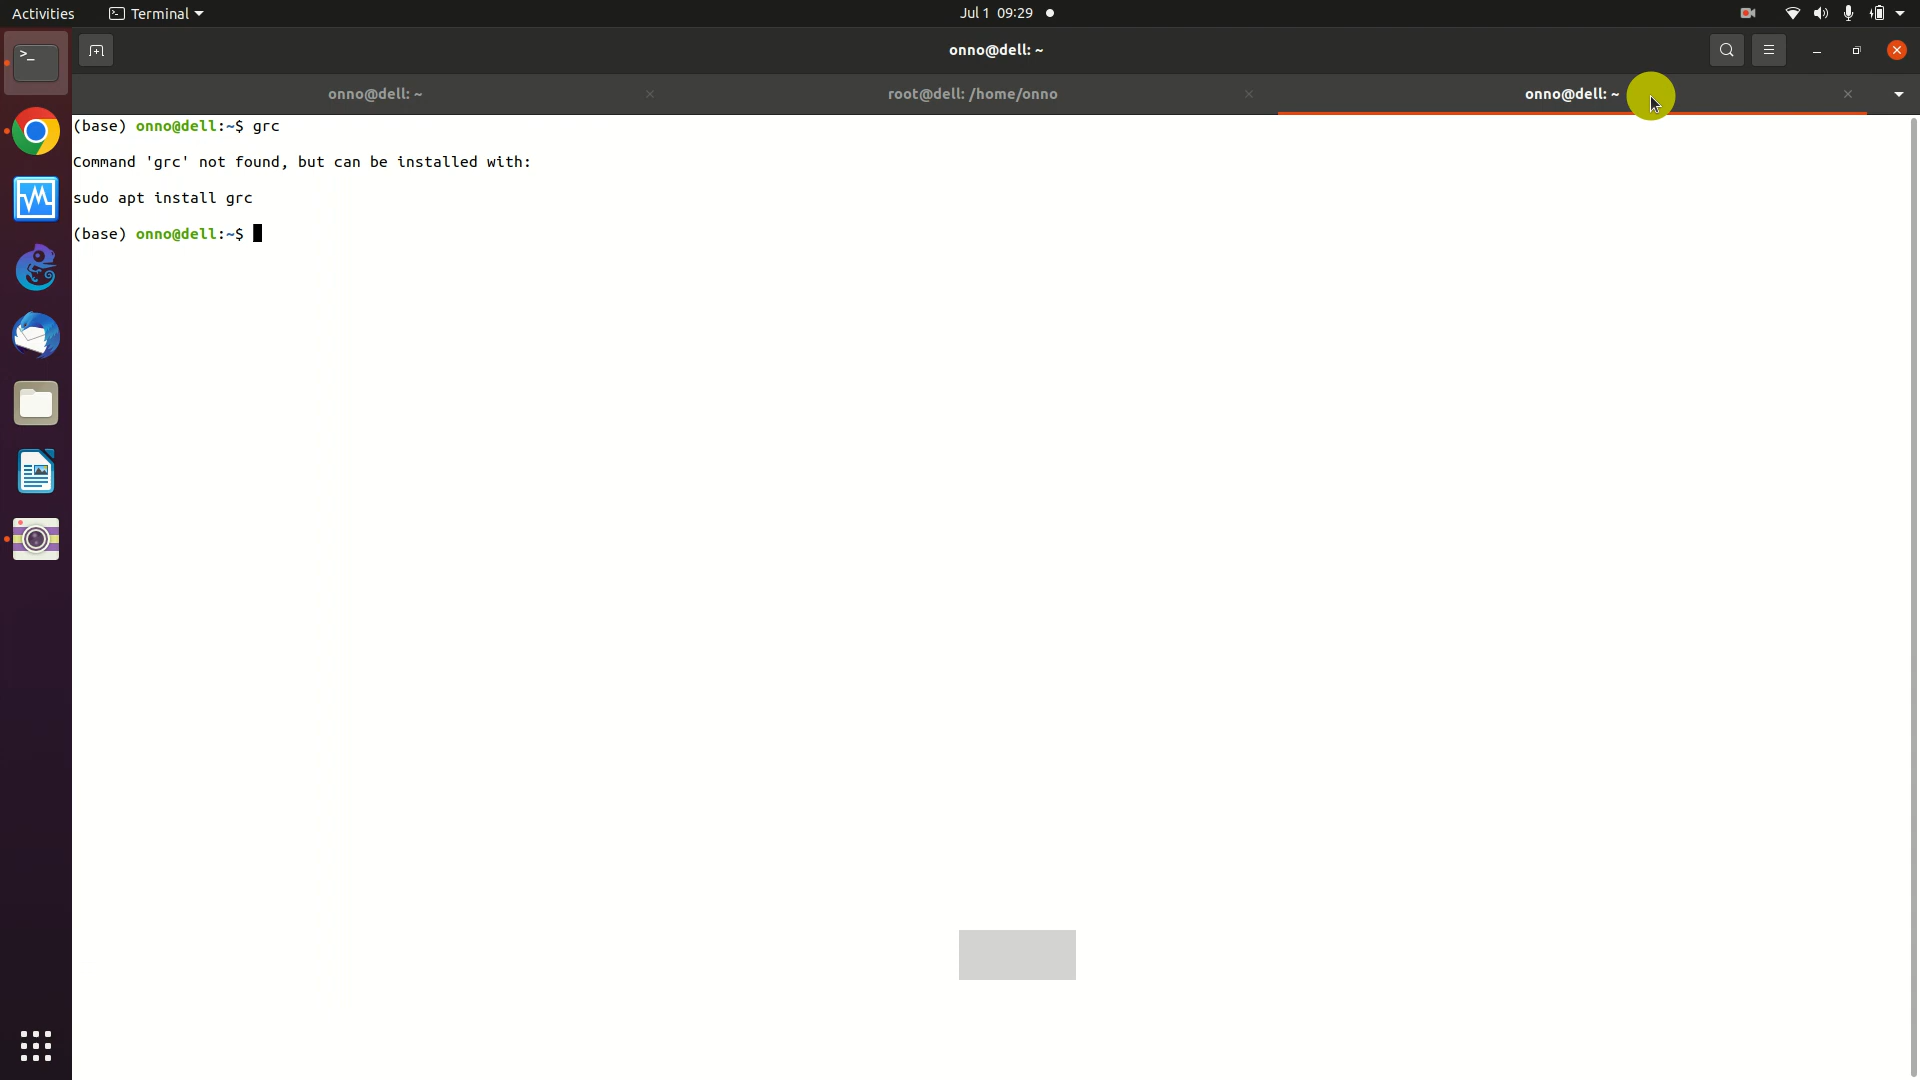 Activities
Terminal
Jul 1 09:29
onno@dell: ~
onno@dell: ~
root@dell: /home/onno
onno@dell: ~
(base) onno@dell:~$ grc
Command 'grc' not found, but can be installed with:
sudo apt install grc
(base) onno@dell:~$